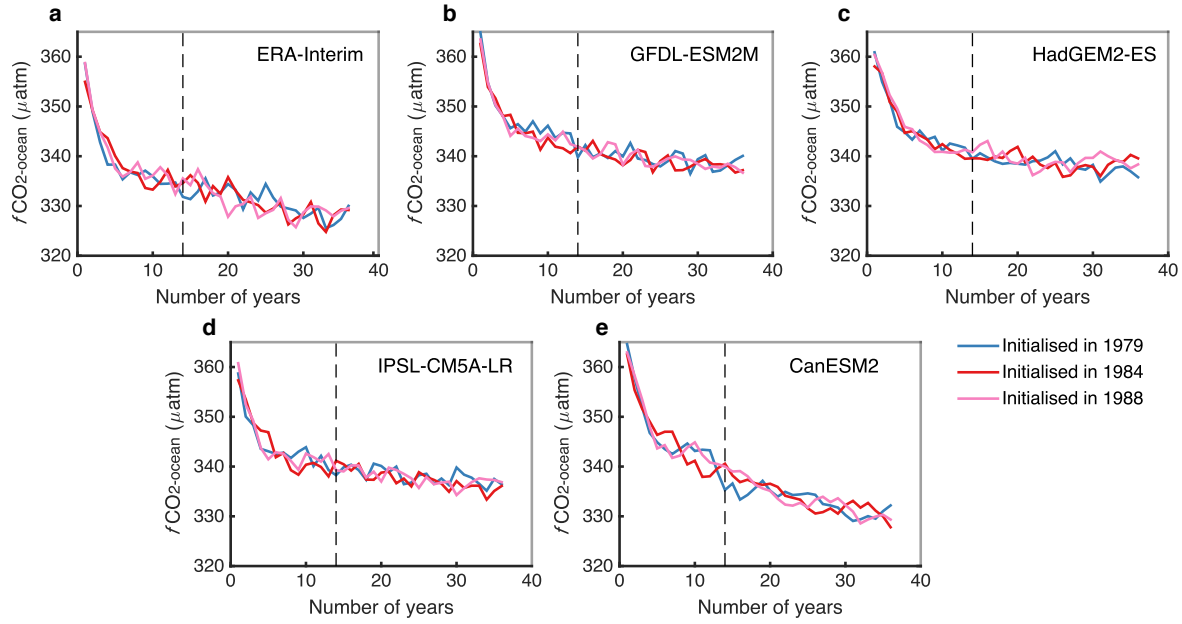 a
ERA-Interim
fCO2-ocean (μatm)
360
350
340
330
320
0 10 20 30 40
Number of years
b
GFDL-ESM2M
fCO2-ocean (μatm)
360
350
340
330
320
0 10 20 30 40
Number of years
c
HadGEM2-ES
fCO2-ocean (μatm)
360
350
340
330
320
0 10 20 30 40
Number of years
d
IPSL-CM5A-LR
fCO2-ocean (μatm)
360
350
340
330
320
0 10 20 30 40
Number of years
e
CanESM2
fCO2-ocean (μatm)
360
350
340
330
320
0 10 20 30 40
Number of years
Initialised in 1979
Initialised in 1984
Initialised in 1988